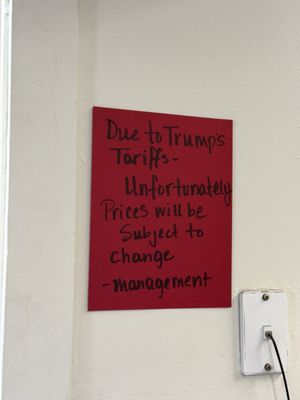 Due to Trump's
Tariffs-
Unfortunately
Prices will be
Subject to
change
-management